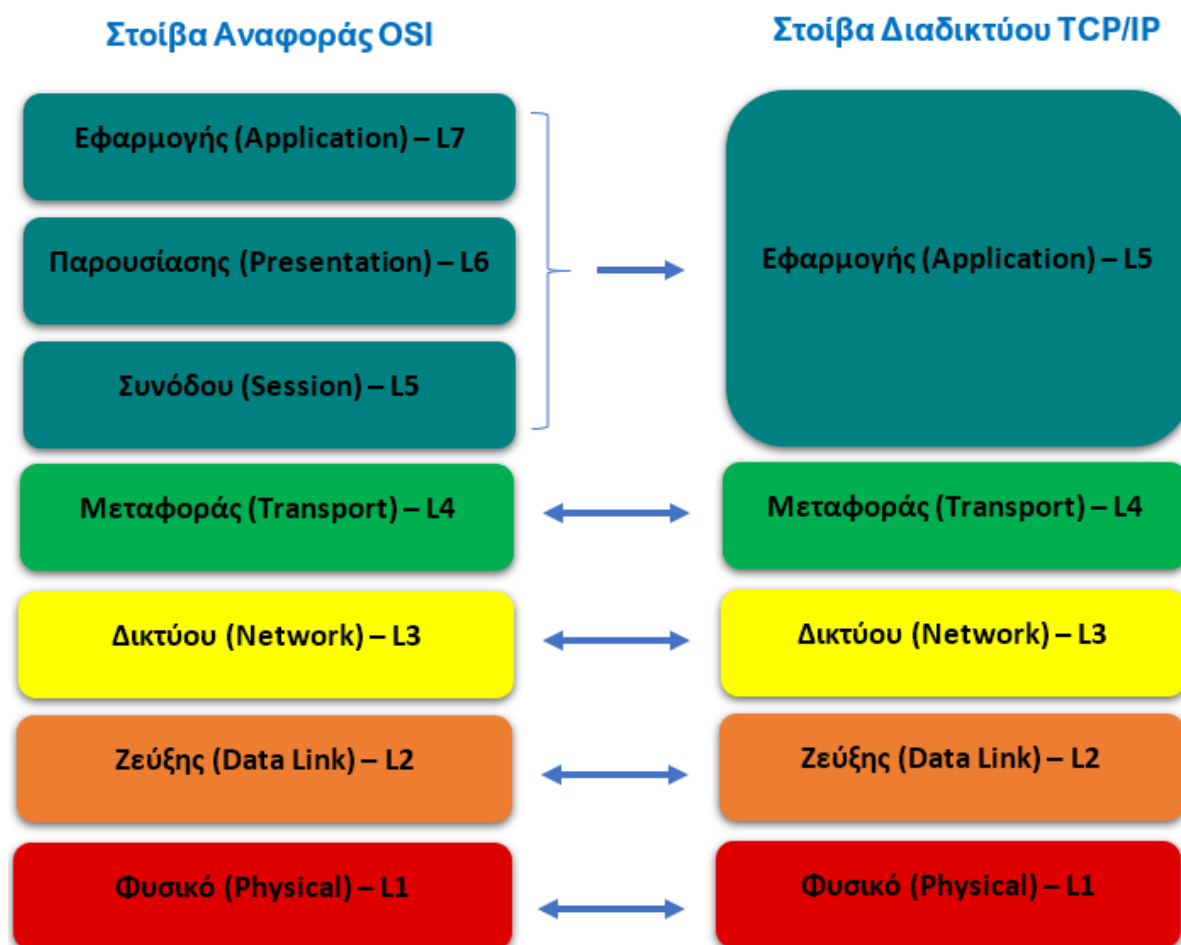 Στοίβα Αναφοράς OSI
Εφαρμογής (Application) – L7
Παρουσίασης (Presentation) – L6
Συνόδου (Session) – L5
Μεταφοράς (Transport) – L4
Δικτύου (Network) – L3
Ζεύξης (Data Link) – L2
Φυσικό (Physical) – L1
Στοίβα Διαδικτύου TCP/IP
Εφαρμογής (Application) – L5
Μεταφοράς (Transport) – L4
Δικτύου (Network) – L3
Ζεύξης (Data Link) – L2
Φυσικό (Physical) – L1